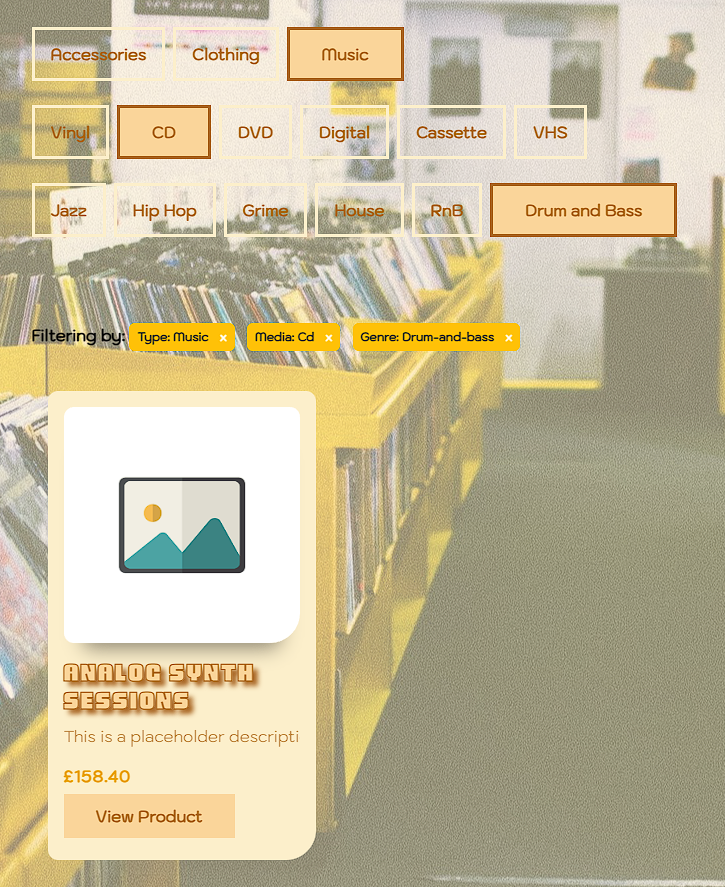 Accessories Clothing Music
Vinyl CD DVD Digital Cassette VHS
Jazz Hip Hop Grime House RnB Drum and Bass
Filtering by: Type: Music x Media: Cd x Genre: Drum-and-bass x
ANALOG SYNTH
SESSIONS
This is a placeholder descripti
£158.40
View Product